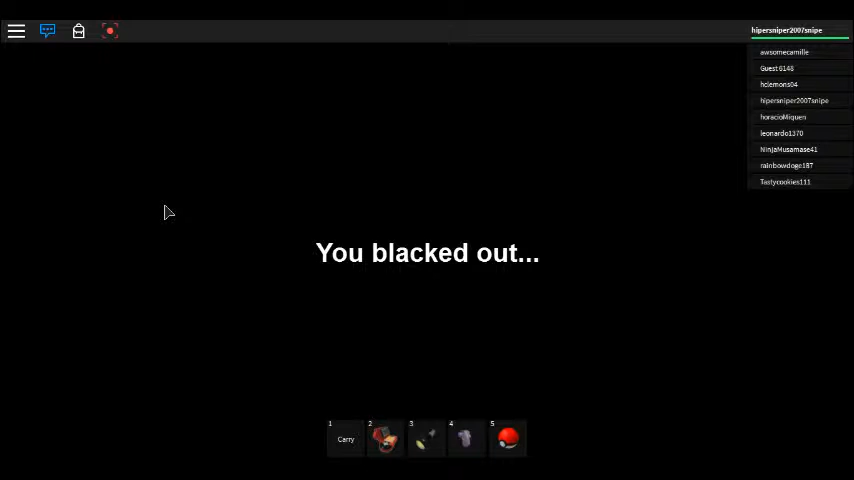 hipersniper2007snipe
awsomecamille
Guest 6148
hclemons04
hipersniper2007snipe
horacioMiquen
leonardo1370
NinjaMusamase41
rainbowdoge187
Tastycookies111
You blacked out...
1 2 3 4 5
Carry